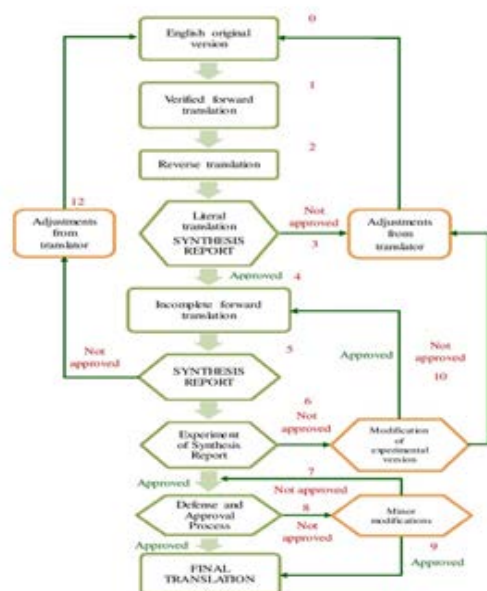 0
English original
version
1
Verified forward
translation
2
Reverse translation
12
Adjustments
from
translator
Literal
translation
SYNTHESIS
REPORT
Not
approved
3
Adjustments
from
translator
Approved
4
Incomplete forward
translation
5
Not
approved
SYNTHESIS
REPORT
Approved
Not
approved
10
6
Not
approved
Experiment
of Synthesis
Report
Modification
of
experimental
version
7
Approved
Not approved
Defense and
Approval
Process
8
Not
approved
Minor
modifications
9
Approved
Approved
FINAL
TRANSLATION